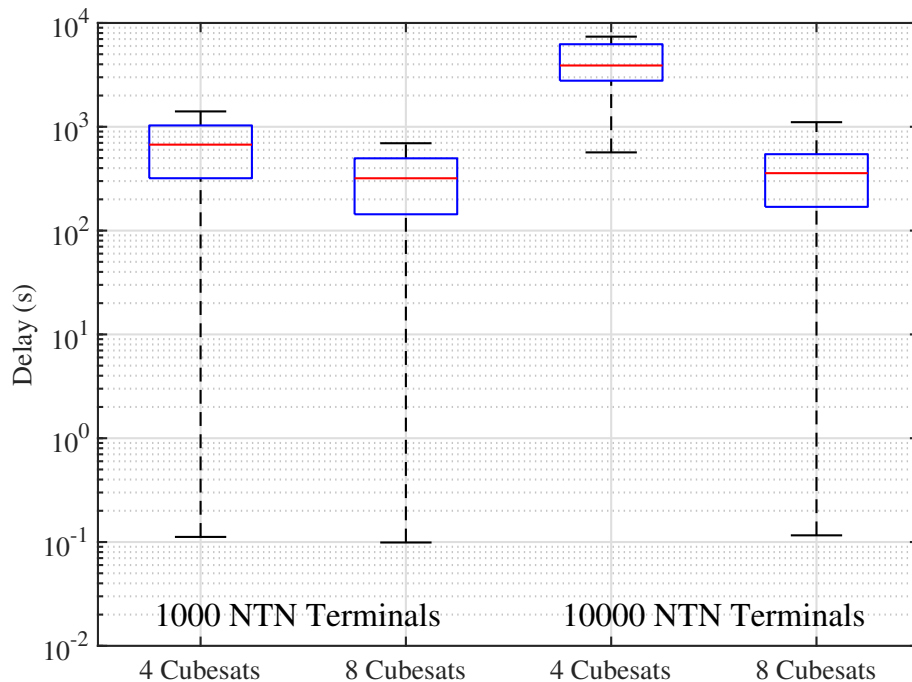 10^4
10^3
10^2
10^1
10^0
10^-1
10^-2
Delay (s)
1000 NTN Terminals
10000 NTN Terminals
4 Cubesats
8 Cubesats
4 Cubesats
8 Cubesats